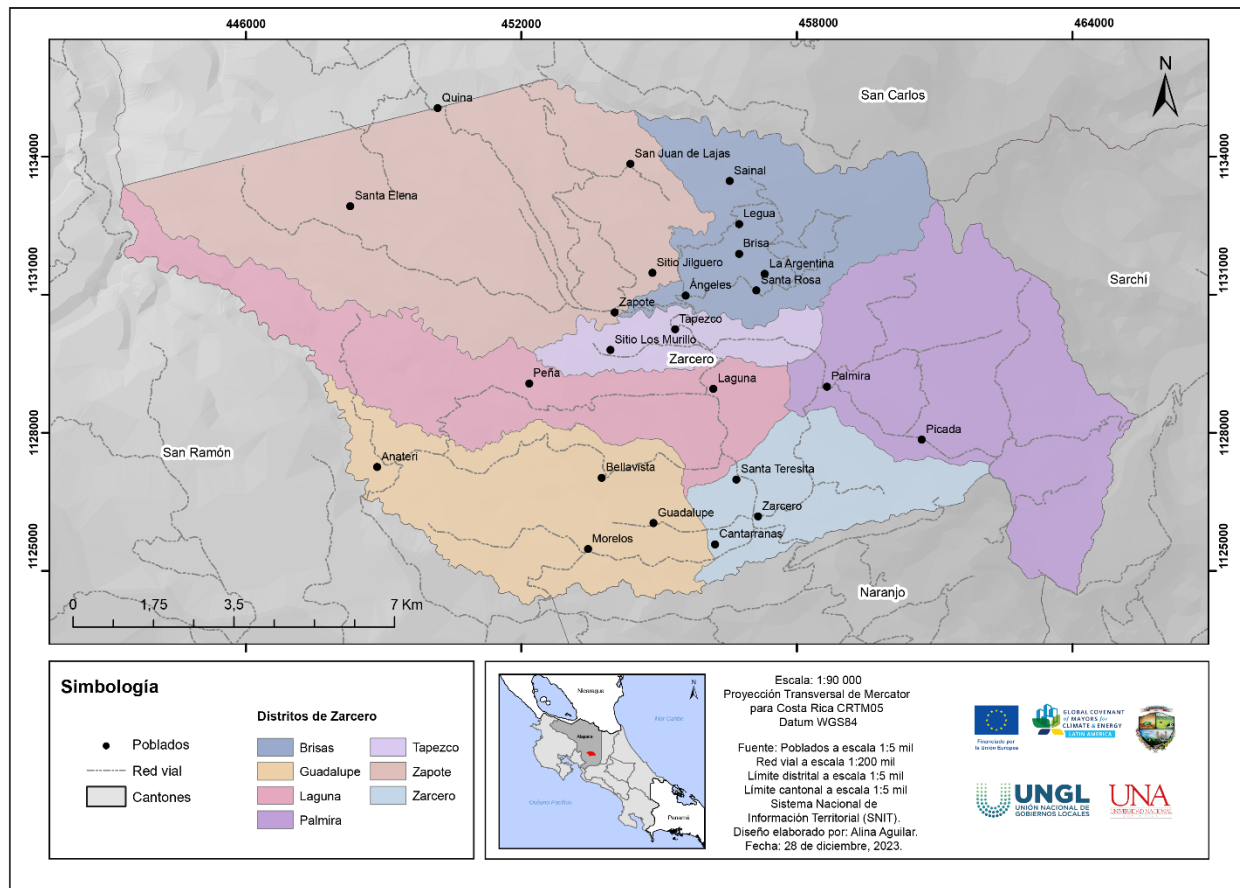 446000
452000
458000
464000
N
San Carlos
Quina
1134000
1134000
San Juan de Lajas
Sainal
Santa Elena
Legua
Brisa
Sitio Jilguero
La Argentina
Sarchí
1131000
1131000
Ángeles
Santa Rosa
Zapote
Tapezco
Sitio Los Murillo
Zarcero
Peña
Laguna
Palmira
1128000
1128000
Picada
San Ramón
Anateri
Bellavista
Santa Teresita
Guadalupe
Zarcero
Morelos
Cantarranas
1125000
1125000
Naranjo
0 1,75 3,5 7 Km
Simbología
Poblados
Red vial
Cantones
Distritos de Zarcero
Brisas
Guadalupe
Laguna
Palmira
Tapezco
Zapote
Zarcero
N
Nicaragua
Mar Caribe
Alajuela
Océano Pacífico
Panamá
Escala: 1:90 000
Proyección Transversal de Mercator
para Costa Rica CRTM05
Datum WGS84
Fuente: Poblados a escala 1:5 mil
Red vial a escala 1:200 mil
Límite distrital a escala 1:5 mil
Límite cantonal a escala 1:5 mil
Sistema Nacional de
Información Territorial (SNIT).
Diseño elaborado por: Alina Aguilar.
Fecha: 28 de diciembre, 2023.
Financiado por
la Unión Europea
GLOBAL COVENANT
of MAYORS for
CLIMATE & ENERGY
LATIN AMERICA
UNGL
UNIÓN NACIONAL DE
GOBIERNOS LOCALES
UNA
UNIVERSIDAD NACIONAL